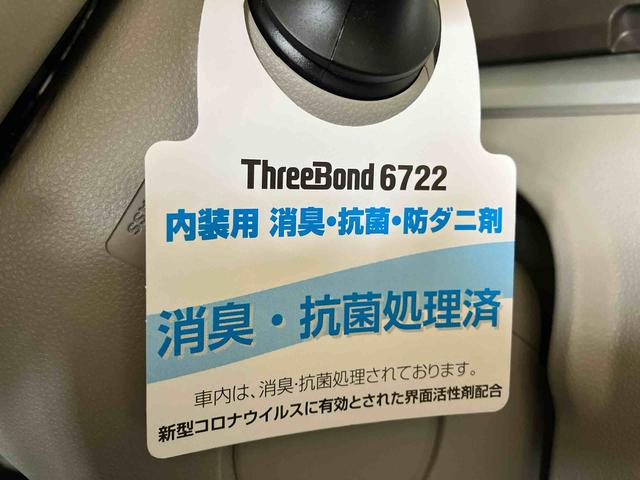 ThreeBond 6722
内装用 消臭・抗菌・防ダニ剤
消臭・抗菌処理済
車内は、消臭・抗菌処理されております。
新型コロナウイルスに有効とされた界面活性剤配合